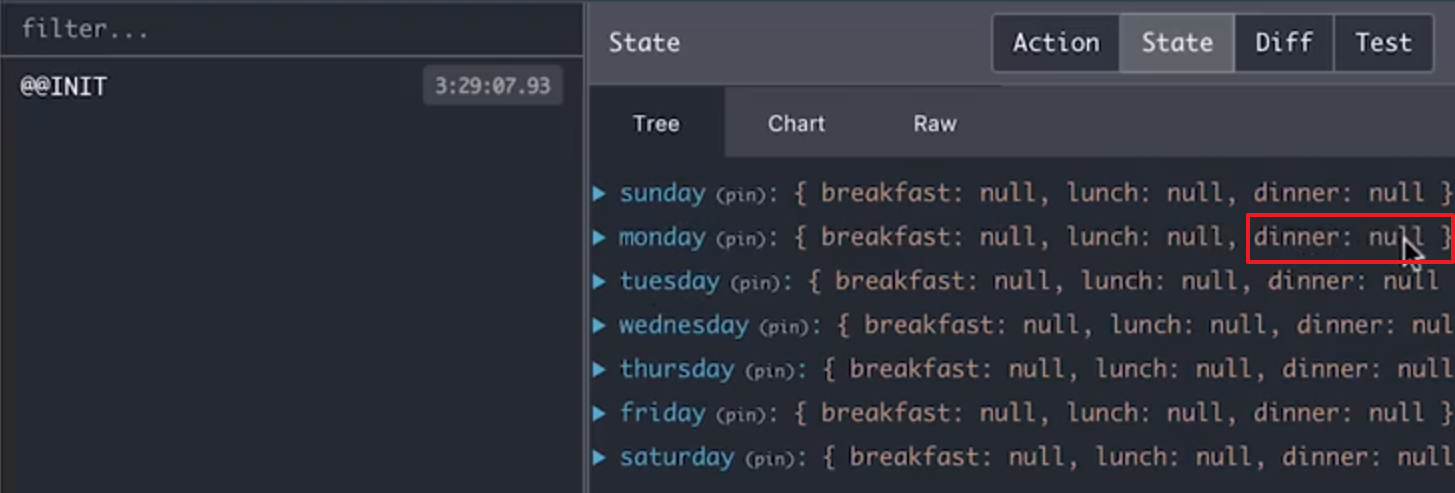 filter...
State
Action State Diff Test
@@INIT 3:29:07.93
Tree Chart Raw
sunday (pin): { breakfast: null, lunch: null, dinner: null }
monday (pin): { breakfast: null, lunch: null, dinner: null }
tuesday (pin): { breakfast: null, lunch: null, dinner: null
wednesday (pin): { breakfast: null, lunch: null, dinner: nul
thursday (pin): { breakfast: null, lunch: null, dinner: null
friday (pin): { breakfast: null, lunch: null, dinner: null }
saturday (pin): { breakfast: null, lunch: null, dinner: null